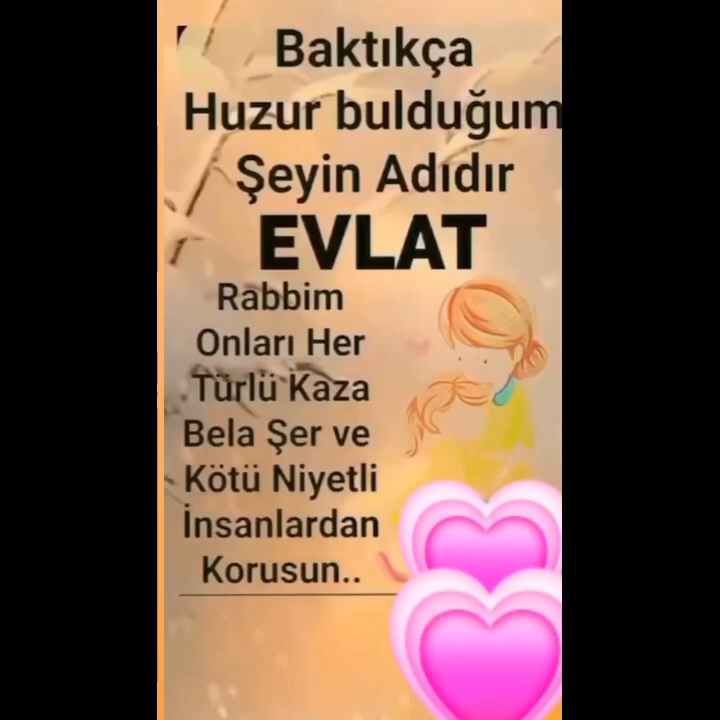 Baktıkça
Huzur bulduğum
Şeyin Adıdır
EVLAT
Rabbim
Onları Her
Türlü Kaza
Bela Şer ve
Kötü Niyetli
İnsanlardan
Korusun..